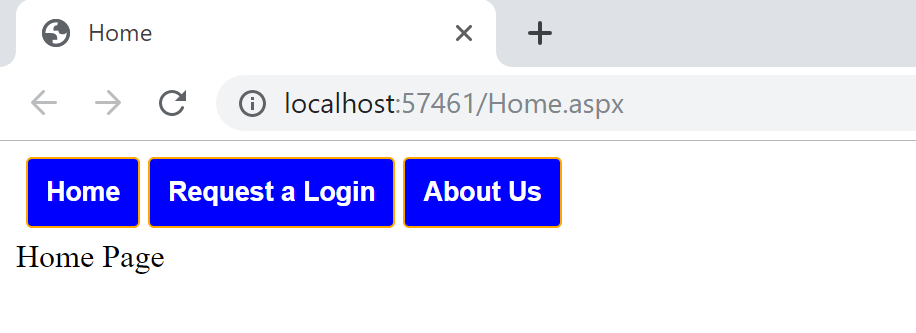 Home
localhost:57461/Home.aspx
Home Request a Login About Us
Home Page